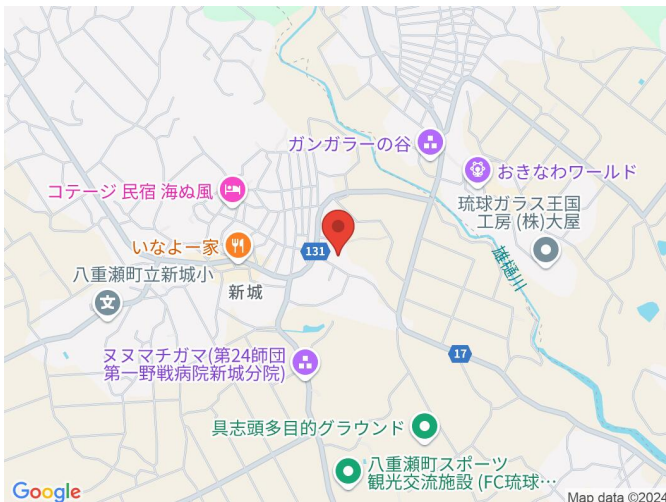 ガンガラーの谷
おきなわワールド
コテージ 民宿 海ぬ風
琉球ガラス王国
工房 (株)大屋
131
いなよー家
雄樋川
八重瀬町立新城小
新城
17
ヌヌマチガマ(第24師団
第一野戦病院新城分院)
具志頭多目的グラウンド
八重瀬町スポーツ
観光交流施設 (FC琉球…
Google
Map data ©2024